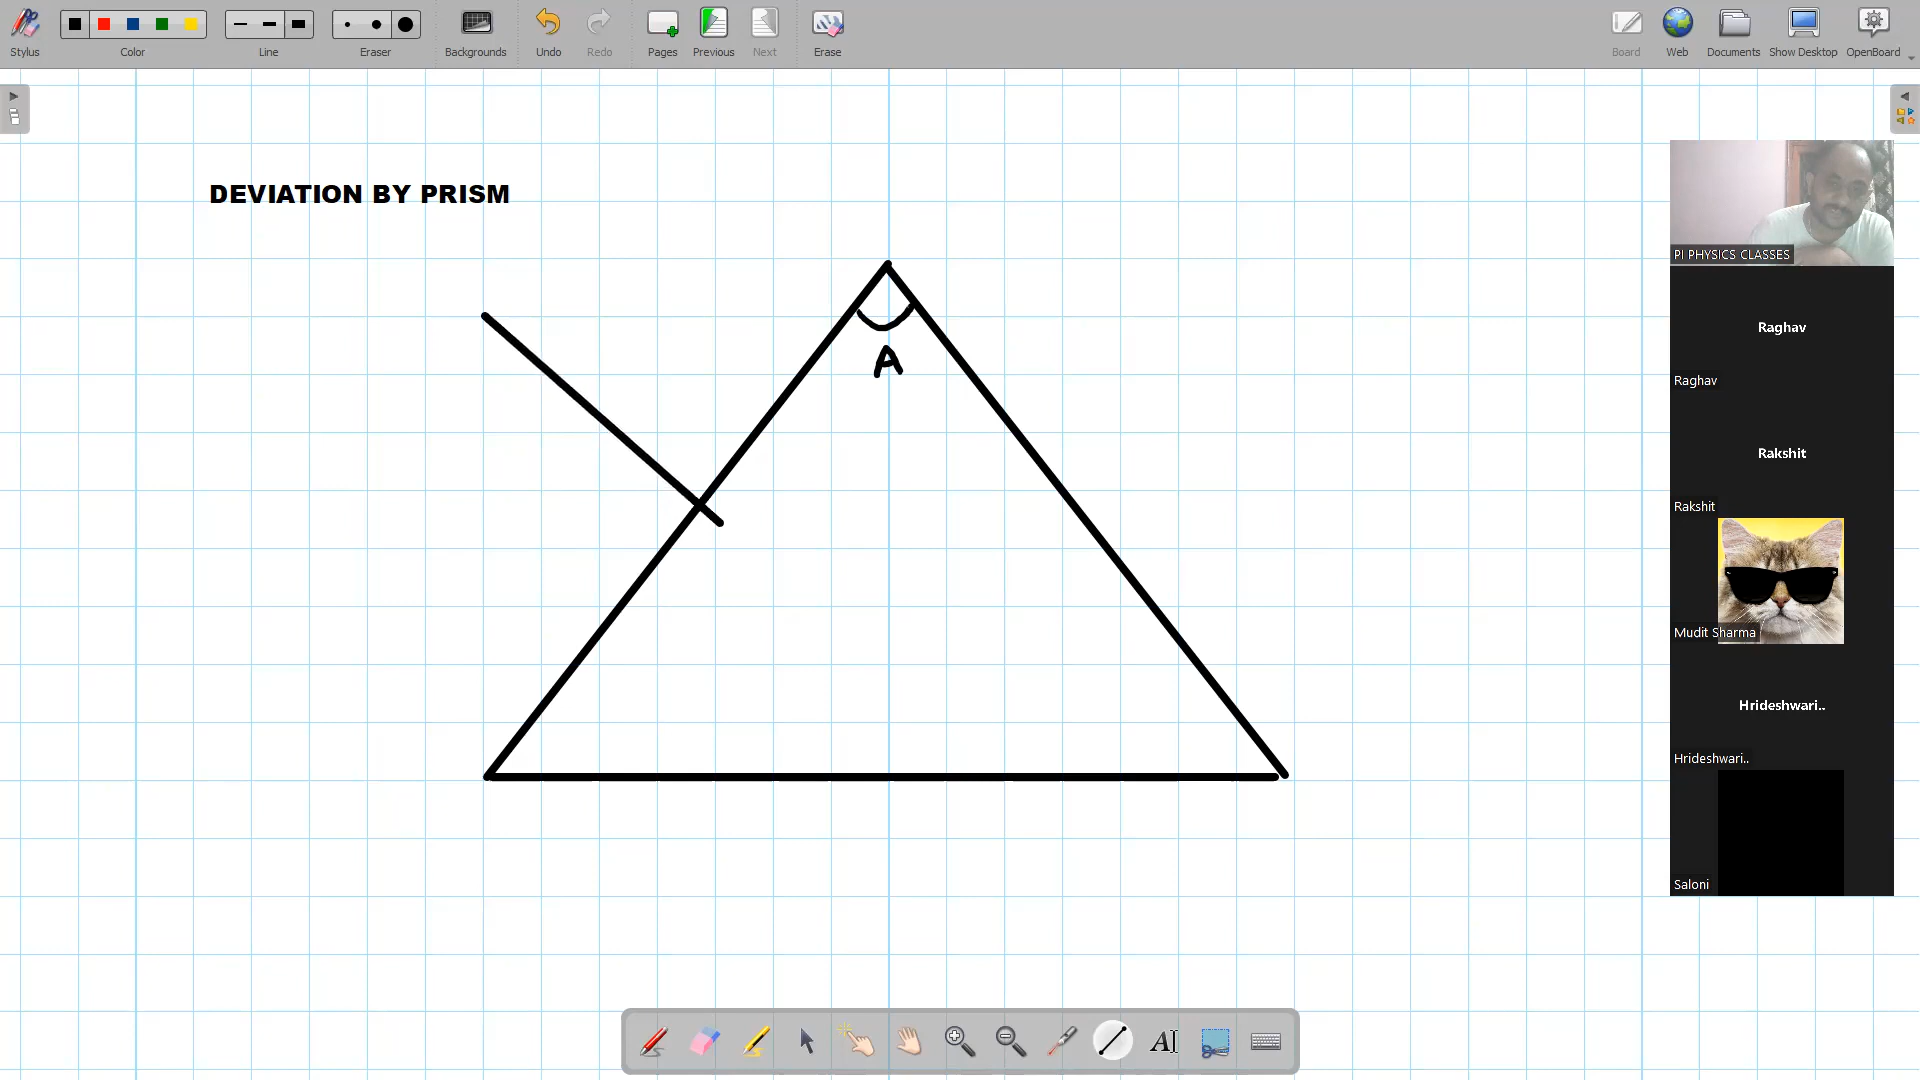 Stylus
Color
Line
Eraser
Backgrounds
Undo
Redo
Pages
Previous
Next
Erase
Board
Web
Documents
Show Desktop
OpenBoard
DEVIATION BY PRISM
A
PI PHYSICS CLASSES
Raghav
Raghav
Rakshit
Rakshit
Mudit Sharma
Hrideshwari..
Hrideshwari..
Saloni
A